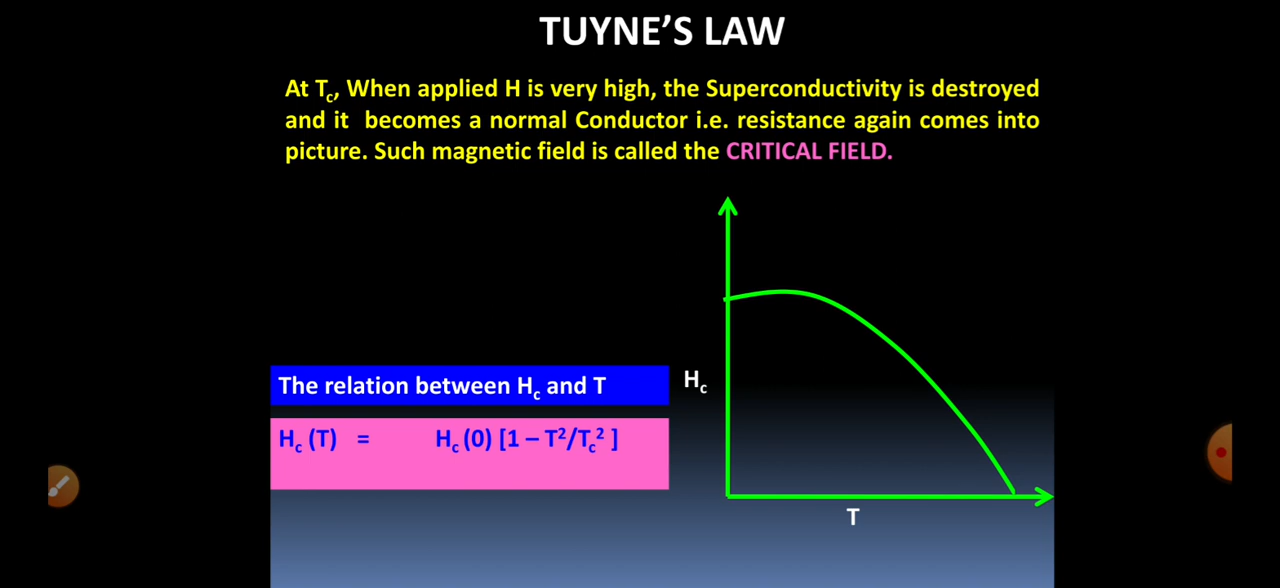 TUYNE’S LAW
At Tc, When applied H is very high, the Superconductivity is destroyed
and it becomes a normal Conductor i.e. resistance again comes into
picture. Such magnetic field is called the CRITICAL FIELD.
The relation between Hc and T
Hc (T) = Hc (0) [1 – T²/Tc² ]
Hc
T